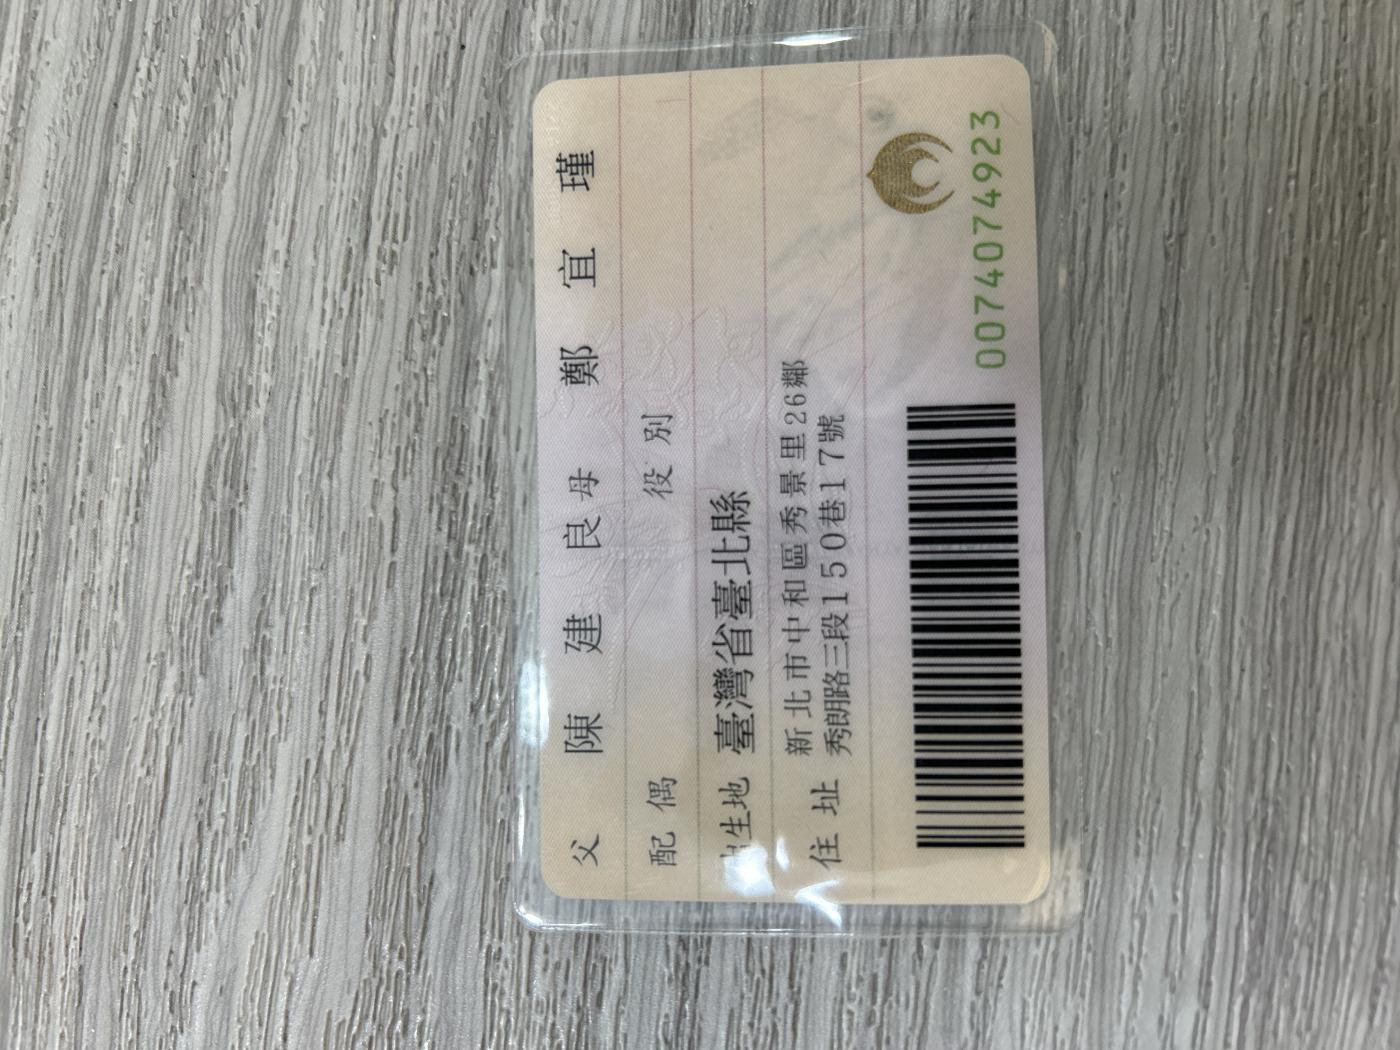 父 陳建良 母 鄭宜瑾
配偶 役別
出生地 臺灣省臺北縣
住址 新北市中和區秀景里26鄰
秀朗路三段150巷17號
0074074923